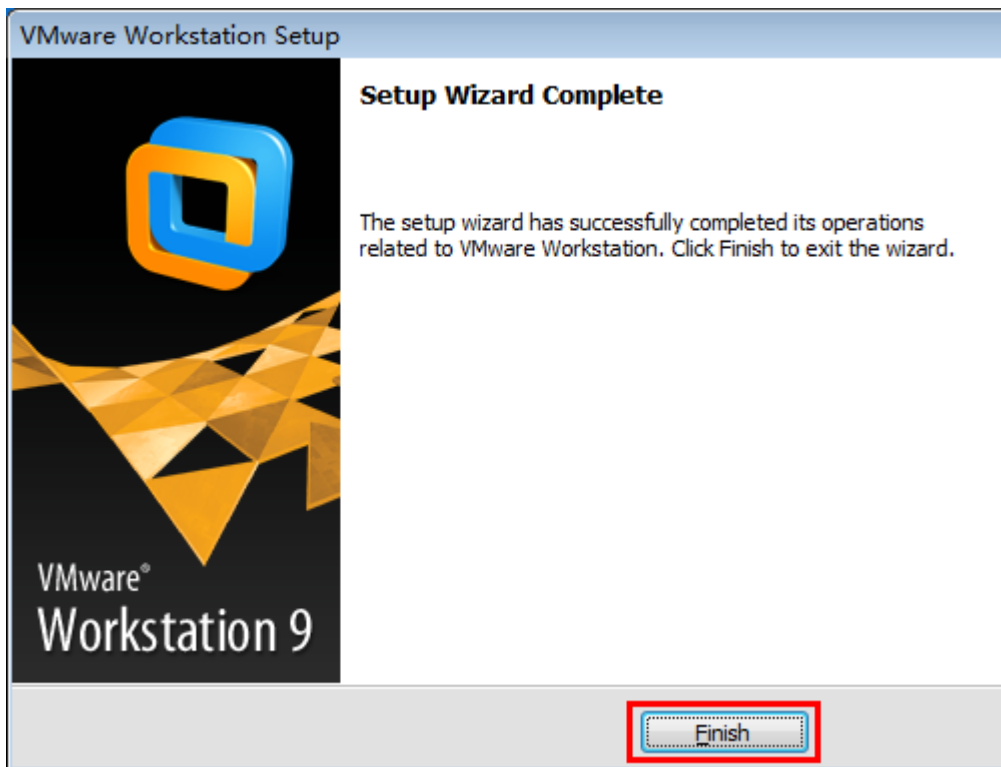 VMware Workstation Setup
Setup Wizard Complete
The setup wizard has successfully completed its operations
related to VMware Workstation. Click Finish to exit the wizard.
VMware®
Workstation 9
Finish